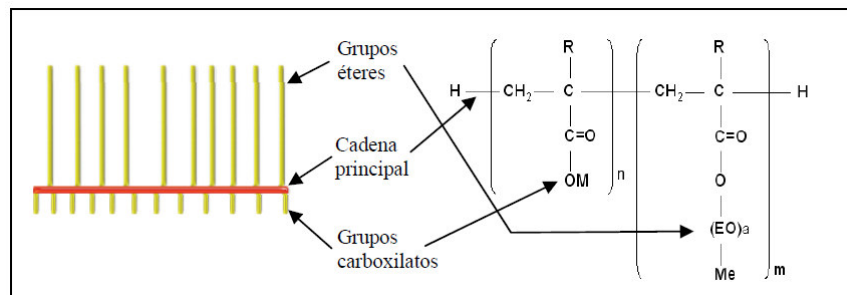 Grupos
éteres
Cadena
principal
Grupos
carboxilatos
R R
H CH₂ C CH₂ C H
C=O C=O
OM n O
(EO)a
Me m